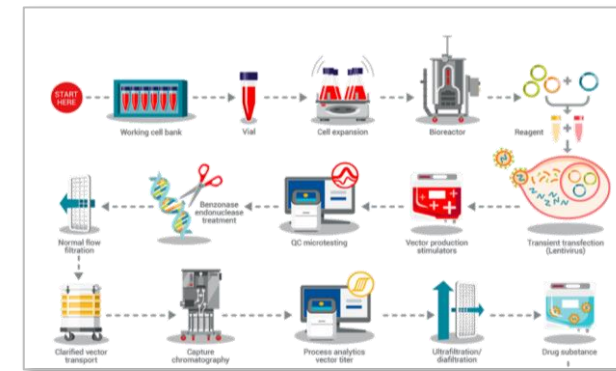 START
HERE
Working cell bank
Vial
Cell expansion
Bioreactor
Reagent
Normal flow
filtration
Benzonase
endonuclease
treatment
QC microtesting
Vector production
stimulators
Transient transfection
(Lentivirus)
Clarified vector
transport
Capture
chromatography
Process analytics
vector titer
Ultrafiltration/
diafiltration
Drug substance